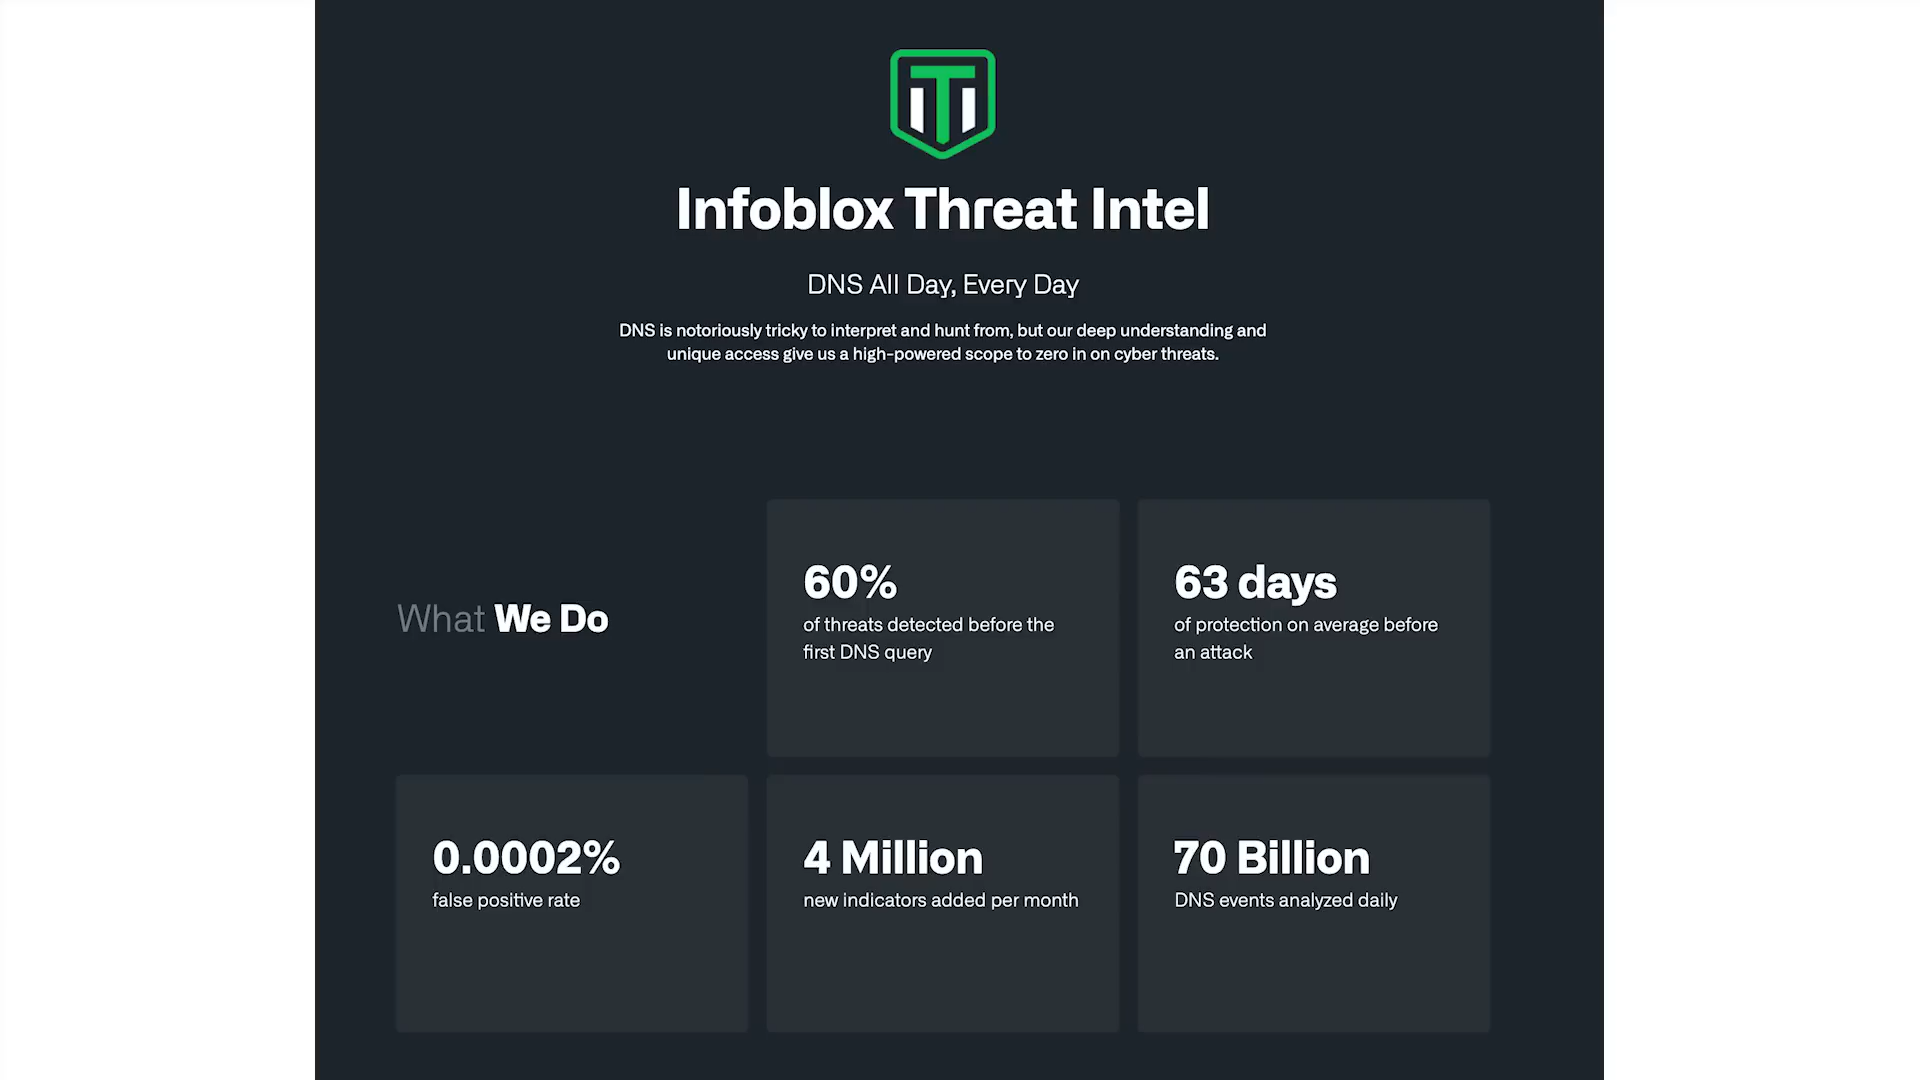 Infoblox Threat Intel
DNS All Day, Every Day
DNS is notoriously tricky to interpret and hunt from, but our deep understanding and
unique access give us a high-powered scope to zero in on cyber threats.
What We Do
60%
of threats detected before the
first DNS query
63 days
of protection on average before
an attack
0.0002%
false positive rate
4 Million
new indicators added per month
70 Billion
DNS events analyzed daily